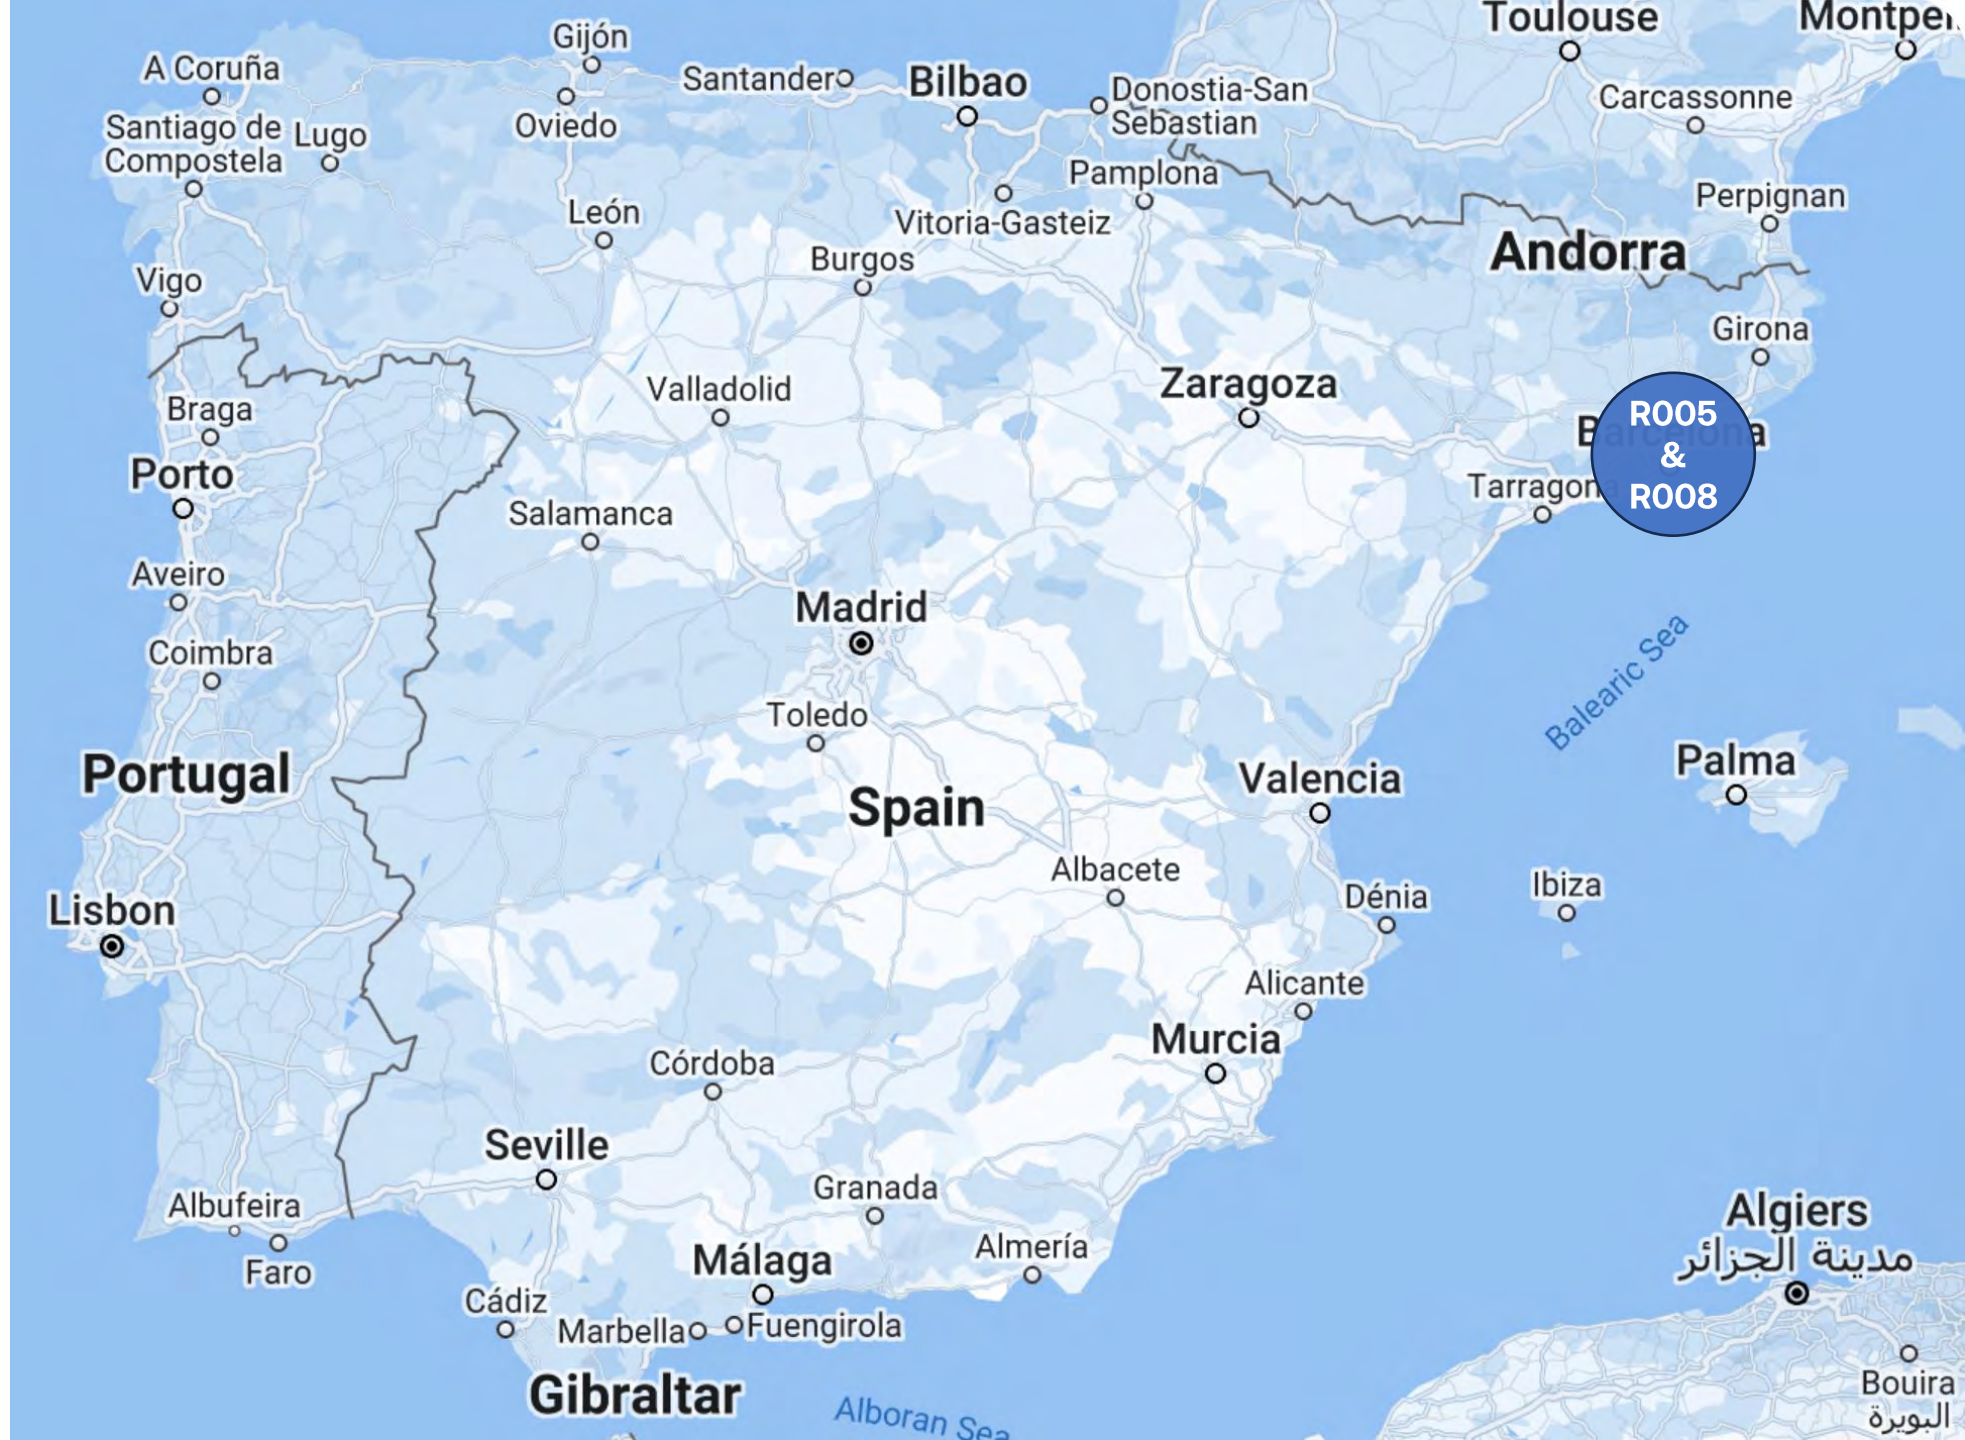 Toulouse
Montpe
Gijón
A Coruña
Santander
Bilbao
Donostia-San
Sebastian
Carcassonne
Santiago de
Compostela
Lugo
Oviedo
Pamplona
Perpignan
León
Vitoria-Gasteiz
Andorra
Burgos
Vigo
Girona
Valladolid
Zaragoza
Braga
R005
&
R008
Barcelona
Porto
Tarragona
Salamanca
Aveiro
Madrid
Coimbra
Balearic Sea
Toledo
Portugal
Spain
Valencia
Palma
Albacete
Dénia
Ibiza
Lisbon
Alicante
Murcia
Córdoba
Seville
Granada
Albufeira
Algiers
مدينة الجزائر
Málaga
Almería
Faro
Cádiz
Marbella
Fuengirola
Gibraltar
Alboran Sea
Bouira
البويرة